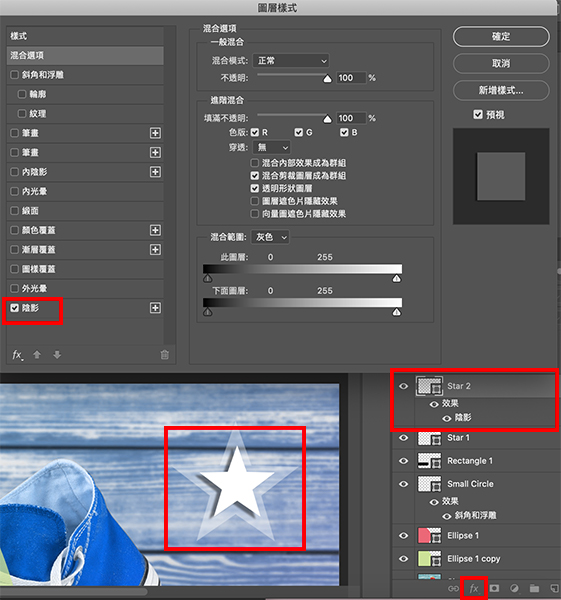 圖層樣式
樣式
混合選項
斜角和浮雕
輪廓
紋理
筆畫
筆畫
內陰影
內光暈
緞面
顏色覆蓋
漸層覆蓋
圖樣覆蓋
外光暈
陰影
fx
混合選項
一般混合
混合模式: 正常
不透明: 100 %
進階混合
填滿不透明: 100 %
色版: R G B
穿透: 無
混合內部效果成為群組
混合剪裁圖層成為群組
透明形狀圖層
圖層遮色片隱藏效果
向量圖遮色片隱藏效果
混合範圍: 灰色
此圖層: 0 255
下面圖層: 0 255
確定
取消
新增樣式...
預視
Star 2
效果
陰影
Star 1
Rectangle 1
Small Circle
效果
斜角和浮雕
Ellipse 1
Ellipse 1 copy
fx